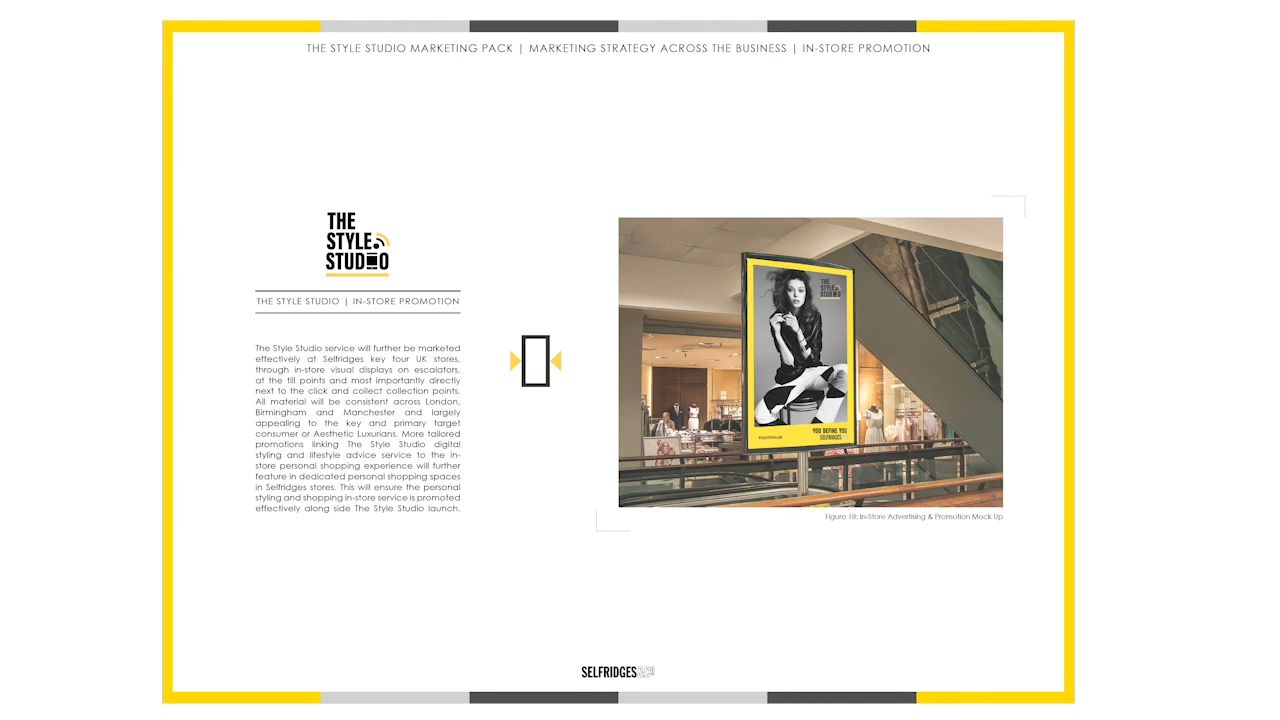 THE STYLE STUDIO MARKETING PACK | MARKETING STRATEGY ACROSS THE BUSINESS | IN-STORE PROMOTION
THE
STYLE
STUDIO
THE STYLE STUDIO | IN-STORE PROMOTION
The Style Studio service will further be marketed
effectively at Selfridges key four UK stores,
through in-store visual displays on escalators,
at the till points and most importantly directly
next to the click and collect collection points.
All material will be consistent across London,
Birmingham and Manchester and largely
appealing to the key and primary target
consumer or Aesthetic Luxurians. More tailored
promotions linking The Style Studio digital
styling and lifestyle advice service to the in-
store personal shopping experience will further
feature in dedicated personal shopping spaces
in Selfridges stores. This will ensure the personal
styling and shopping in-store service is promoted
effectively along side The Style Studio launch.
THE
STYLE
STUDIO
YOU DEFINE YOU
SELFRIDGES
Figure 18: In-Store Advertising & Promotion Mock Up
SELFRIDGES&CO